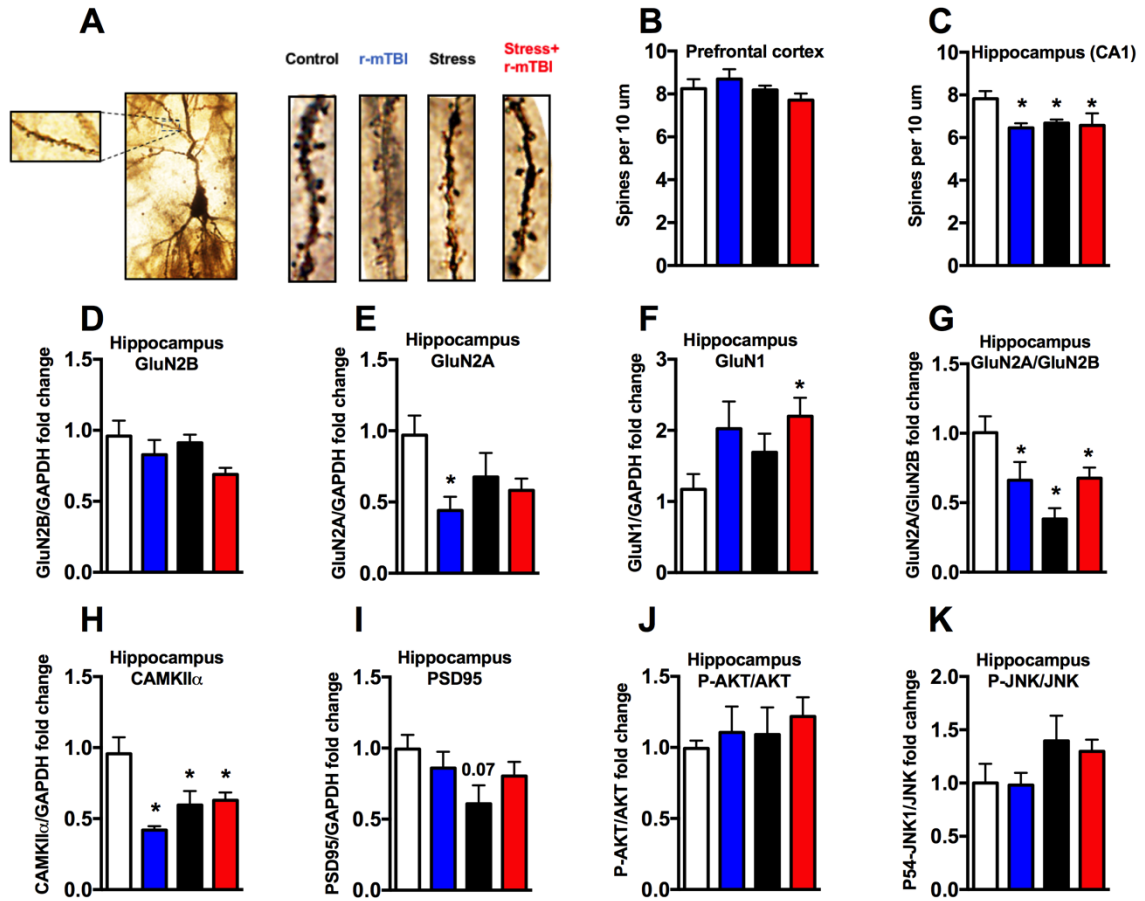 A
Control
r-mTBI
Stress
Stress+
r-mTBI
B
Prefrontal cortex
Spines per 10 um
10
8
6
4
2
0
C
Hippocampus (CA1)
Spines per 10 um
10
8
6
4
2
0
* * *
D
Hippocampus
GluN2B
GluN2B/GAPDH fold change
1.5
1.0
0.5
0.0
E
Hippocampus
GluN2A
GluN2A/GAPDH fold change
1.5
1.0
0.5
0.0
*
F
Hippocampus
GluN1
GluN1/GAPDH fold change
3
2
1
0
*
G
Hippocampus
GluN2A/GluN2B
GluN2A/GluN2B fold change
1.5
1.0
0.5
0.0
* * *
H
Hippocampus
CAMKIIα
CAMKIIα/GAPDH fold change
1.5
1.0
0.5
0.0
* * *
I
Hippocampus
PSD95
PSD95/GAPDH fold change
1.5
1.0
0.5
0.0
0.07
J
Hippocampus
P-AKT/AKT
P-AKT/AKT fold change
1.5
1.0
0.5
0.0
K
Hippocampus
P-JNK/JNK
P54-JNK1/JNK fold cahnge
2.0
1.5
1.0
0.5
0.0